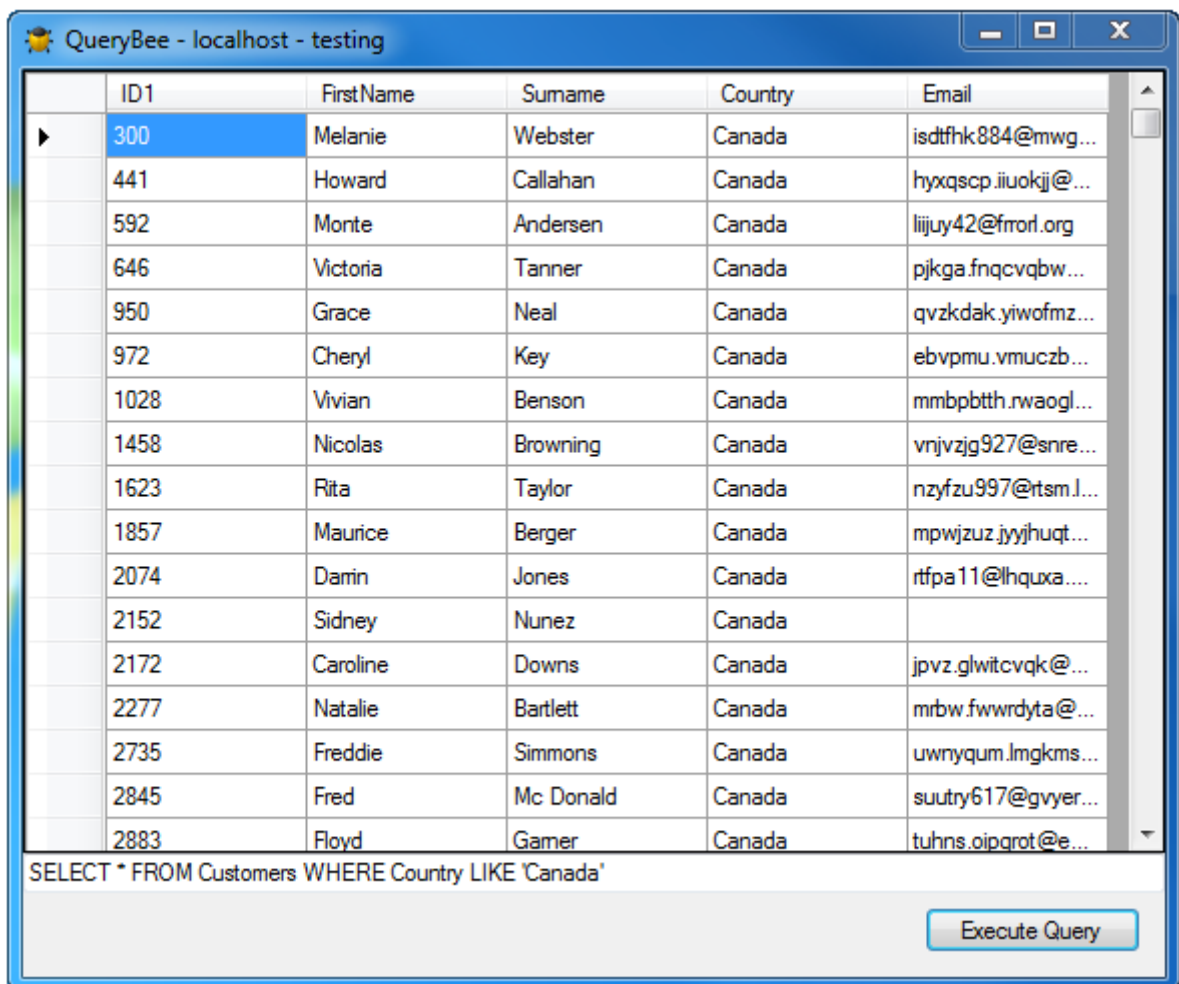 QueryBee - localhost - testing
ID1 FirstName Surname Country Email
300 Melanie Webster Canada isdtfhk884@mwg...
441 Howard Callahan Canada hyxqscp.iiuokjj@...
592 Monte Andersen Canada liijuy42@frrorl.org
646 Victoria Tanner Canada pjkga.fnqcvqbw...
950 Grace Neal Canada qvzkdak.yiwofmz...
972 Cheryl Key Canada ebvpmu.vmuczb...
1028 Vivian Benson Canada mmbpbtth.rwaogl...
1458 Nicolas Browning Canada vnjvzjg927@snre...
1623 Rita Taylor Canada nzyfzu997@rtsm.l...
1857 Maurice Berger Canada mpwjzuz.jyyjhuqt...
2074 Darrin Jones Canada rtfpa11@lhquxa....
2152 Sidney Nunez Canada
2172 Caroline Downs Canada jpvz.glwitcvqk@...
2277 Natalie Bartlett Canada mrbw.fwwrdyta@...
2735 Freddie Simmons Canada uwnyqum.lmgkms...
2845 Fred Mc Donald Canada suutry617@gvyer...
2883 Floyd Garner Canada tuhns.oipqrot@e...
SELECT * FROM Customers WHERE Country LIKE 'Canada'
Execute Query